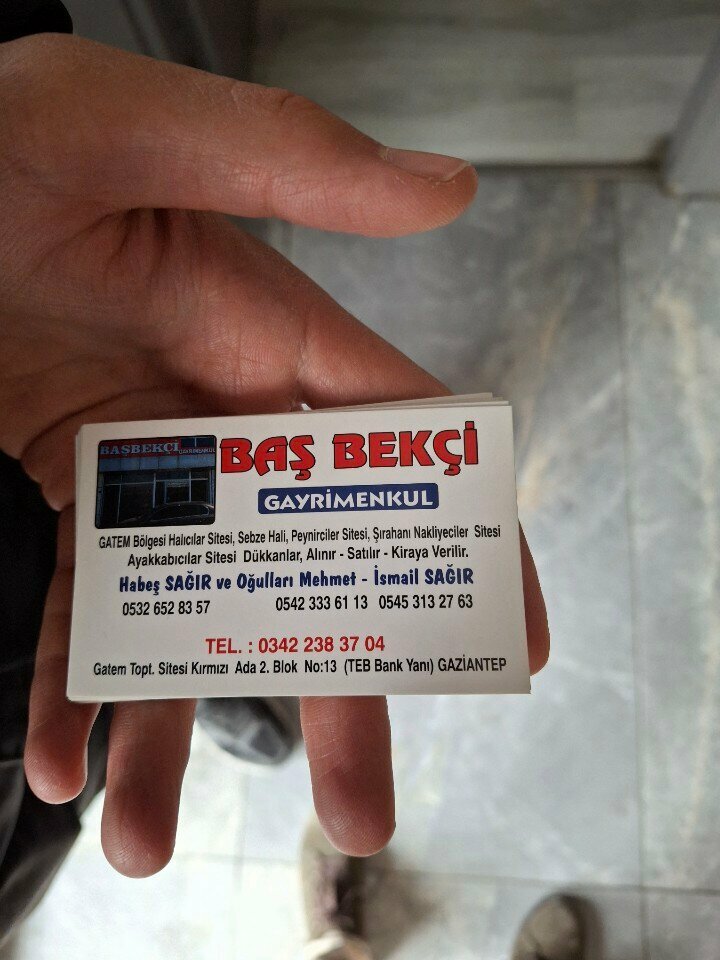 BAŞBEKÇİ GAYRİMENKUL
BAŞ BEKÇİ
GAYRİMENKUL
GATEM Bölgesi Halıcılar Sitesi, Sebze Hali, Peynirciler Sitesi, Şırahanı Nakliyeciler Sitesi
Ayakkabıcılar Sitesi Dükkanlar, Alınır - Satılır - Kiraya Verilir.
Habeş SAĞIR ve Oğulları Mehmet - İsmail SAĞIR
0532 652 83 57 0542 333 61 13 0545 313 27 63
TEL. : 0342 238 37 04
Gatem Topt. Sitesi Kırmızı Ada 2. Blok No:13 (TEB Bank Yanı) GAZİANTEP